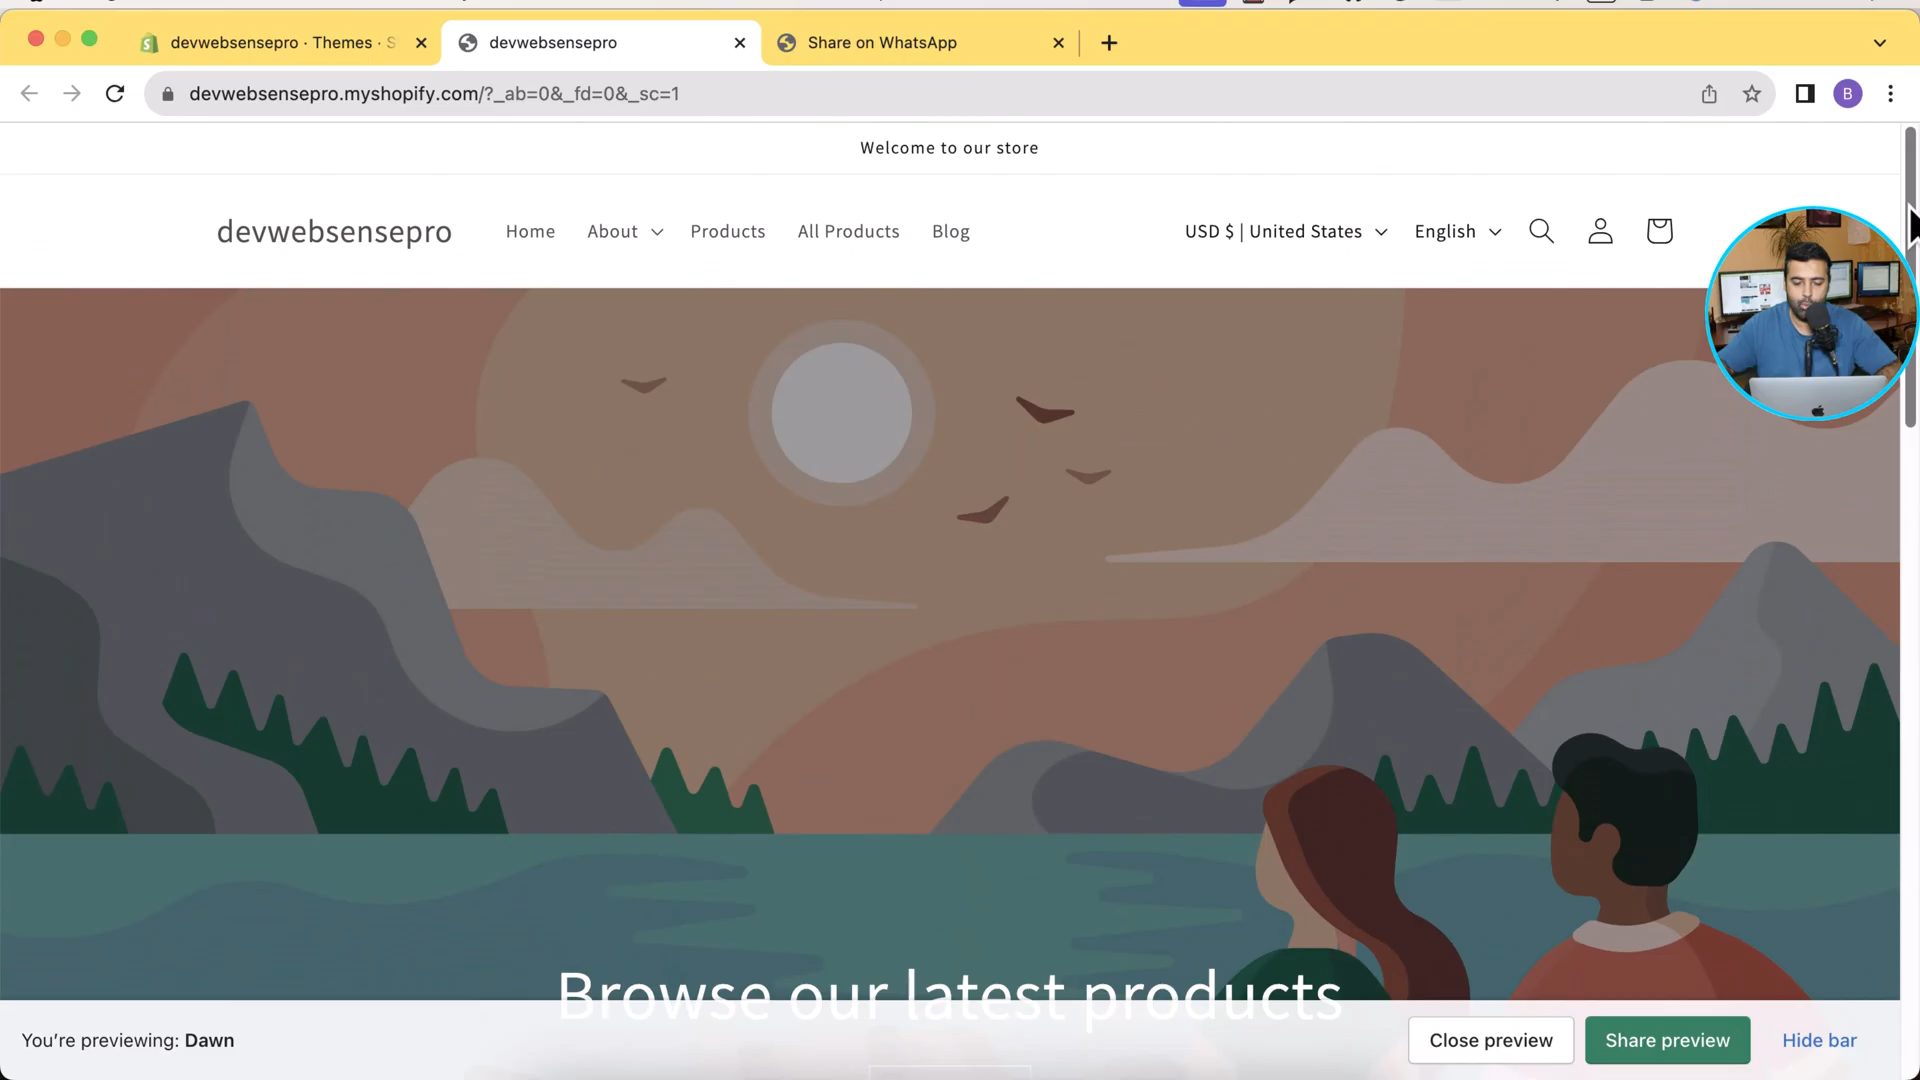 devwebsensepro · Themes · S
devwebsensepro
Share on WhatsApp
devwebsensepro.myshopify.com/?_ab=0&_fd=0&_sc=1
B
Welcome to our store
devwebsensepro
Home
About
Products
All Products
Blog
USD $ | United States
English
Browse our latest products
You're previewing: Dawn
Close preview
Share preview
Hide bar